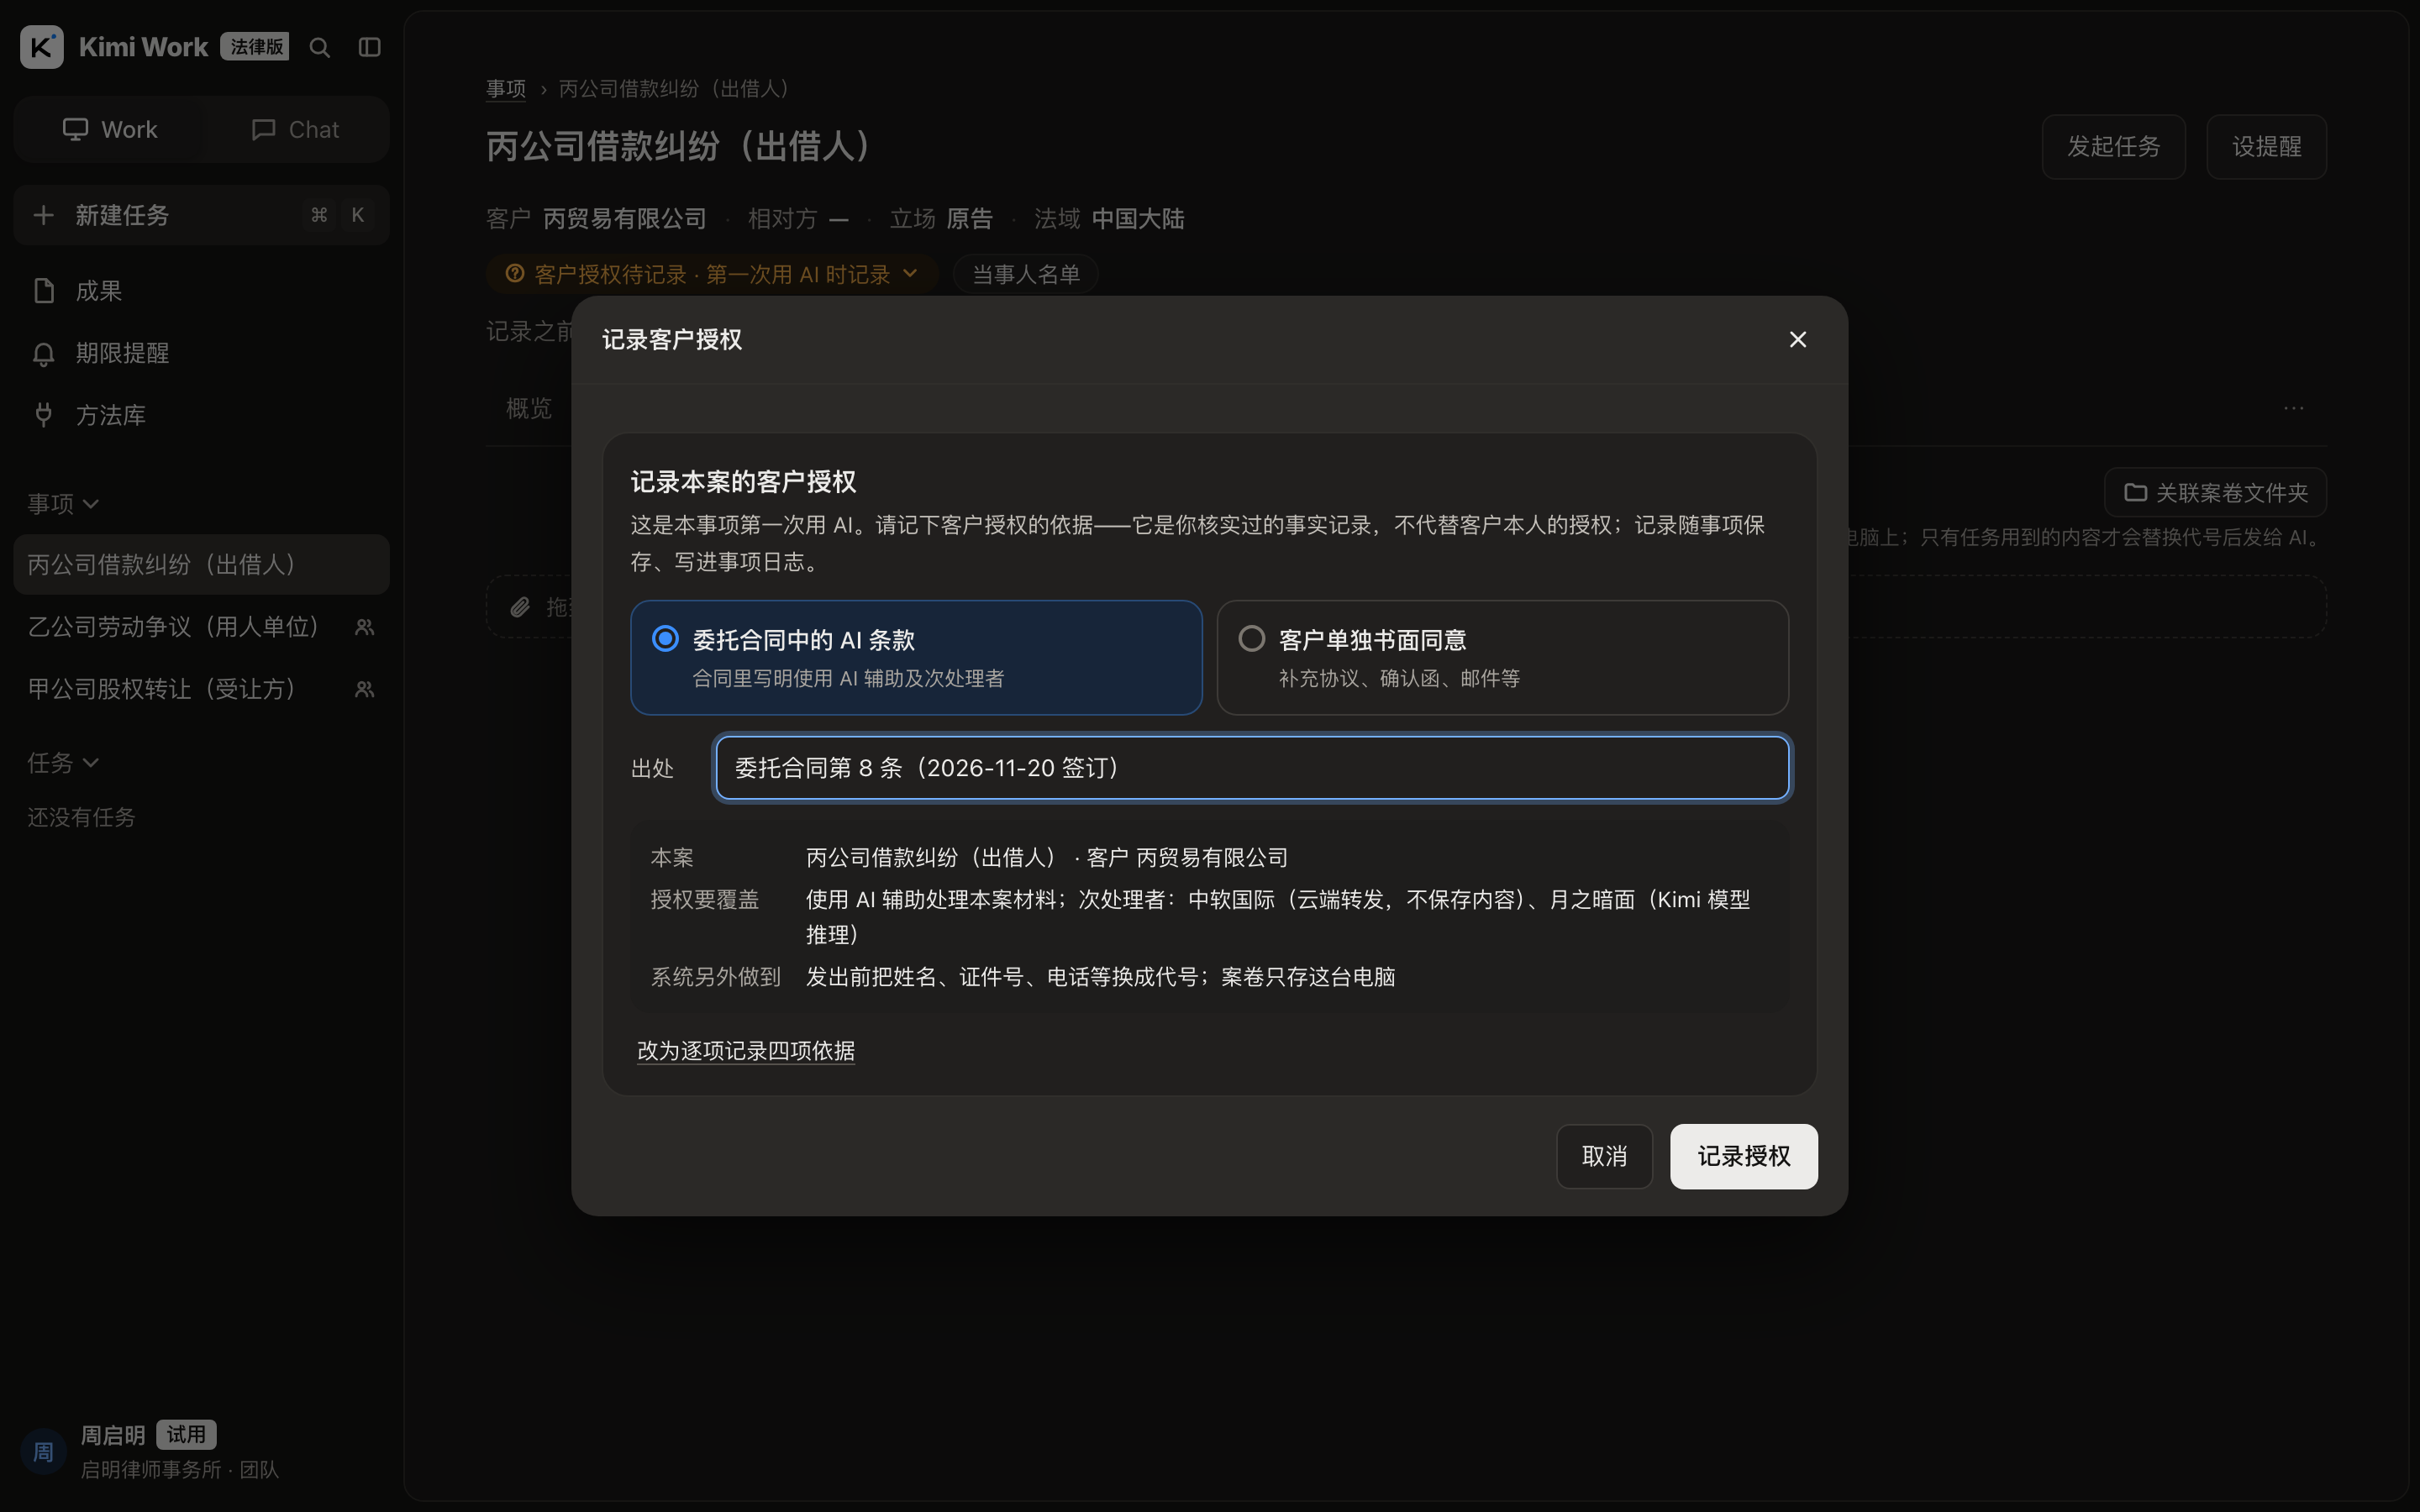 Kimi Work 法律版
Work
Chat
新建任务 ⌘ K
成果
期限提醒
方法库
事项
丙公司借款纠纷（出借人）
乙公司劳动争议（用人单位）
甲公司股权转让（受让方）
任务
还没有任务
周 周启明 试用
启明律师事务所 · 团队
事项 › 丙公司借款纠纷（出借人）
丙公司借款纠纷（出借人）
发起任务
设提醒
客户 丙贸易有限公司 · 相对方 — · 立场 原告 · 法域 中国大陆
客户授权待记录 · 第一次用 AI 时记录
当事人名单
记录之前
概览
...
关联案卷文件夹
电脑上；只有任务用到的内容才会替换代号后发给 AI。
记录客户授权
记录本案的客户授权
这是本事项第一次用 AI。请记下客户授权的依据——它是你核实过的事实记录，不代替客户本人的授权；记录随事项保
存、写进事项日志。
委托合同中的 AI 条款
合同里写明使用 AI 辅助及次处理者
客户单独书面同意
补充协议、确认函、邮件等
出处 委托合同第 8 条（2026-11-20 签订）
本案 丙公司借款纠纷（出借人） · 客户 丙贸易有限公司
授权要覆盖 使用 AI 辅助处理本案材料；次处理者：中软国际（云端转发，不保存内容）、月之暗面（Kimi 模型
推理）
系统另外做到 发出前把姓名、证件号、电话等换成代号；案卷只存这台电脑
改为逐项记录四项依据
取消
记录授权